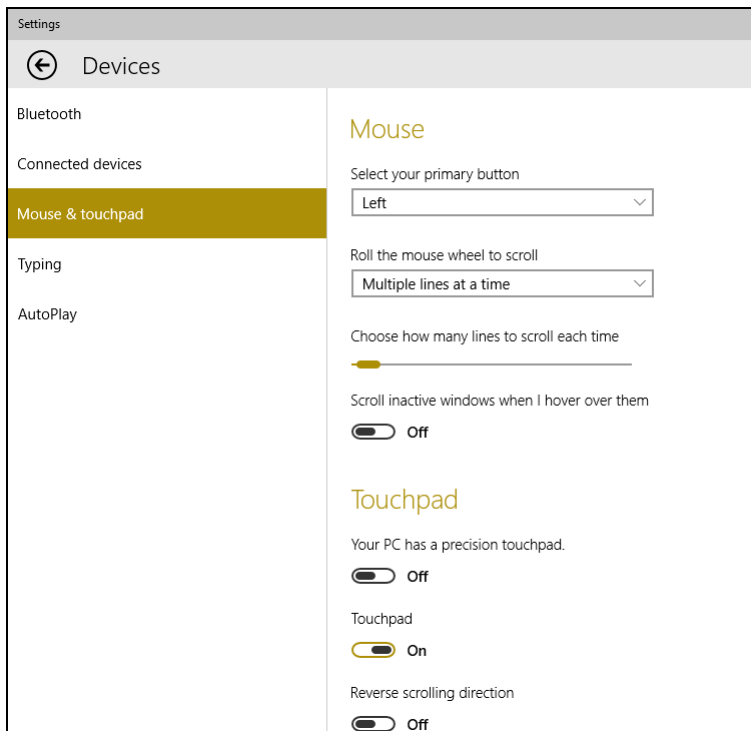 Settings
Devices
Bluetooth
Connected devices
Mouse & touchpad
Typing
AutoPlay
Mouse
Select your primary button
Left
Roll the mouse wheel to scroll
Multiple lines at a time
Choose how many lines to scroll each time
Scroll inactive windows when I hover over them
Off
Touchpad
Your PC has a precision touchpad.
Off
Touchpad
On
Reverse scrolling direction
Off